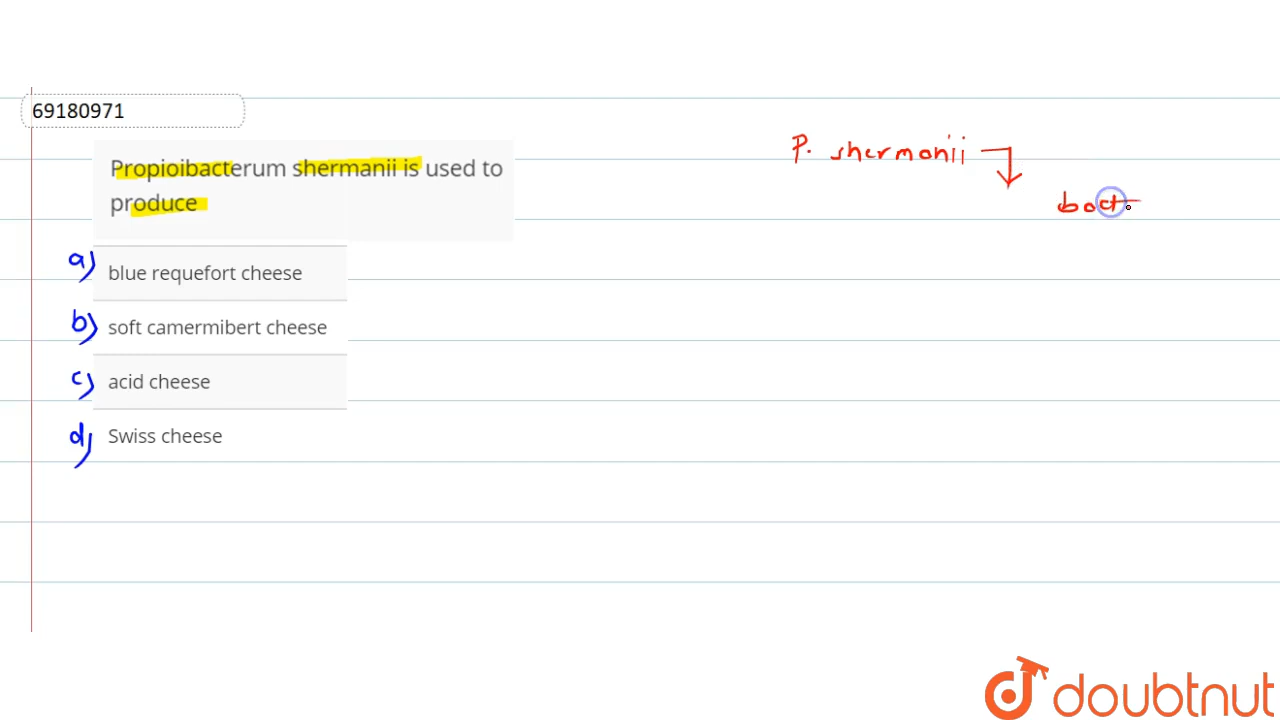 69180971
Propioibacterum shermanii is used to
produce
a) blue requefort cheese
b) soft camermibert cheese
c) acid cheese
d) Swiss cheese
P. shermanii
bact
doubtnut